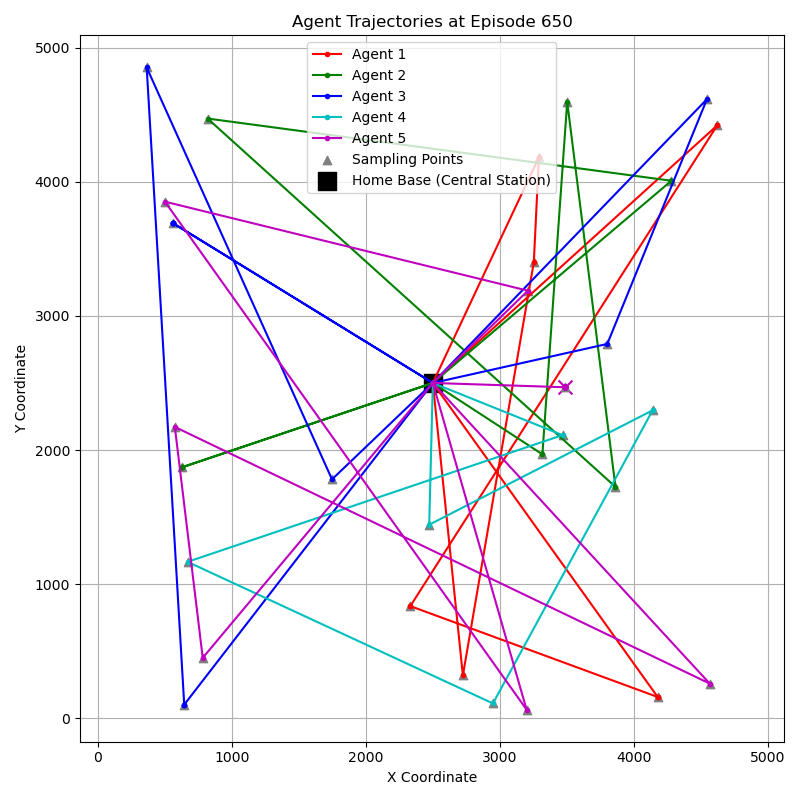 Agent Trajectories at Episode 650
Agent 1
Agent 2
Agent 3
Agent 4
Agent 5
Sampling Points
Home Base (Central Station)
5000
4000
3000
2000
1000
0
Y Coordinate
0 1000 2000 3000 4000 5000
X Coordinate